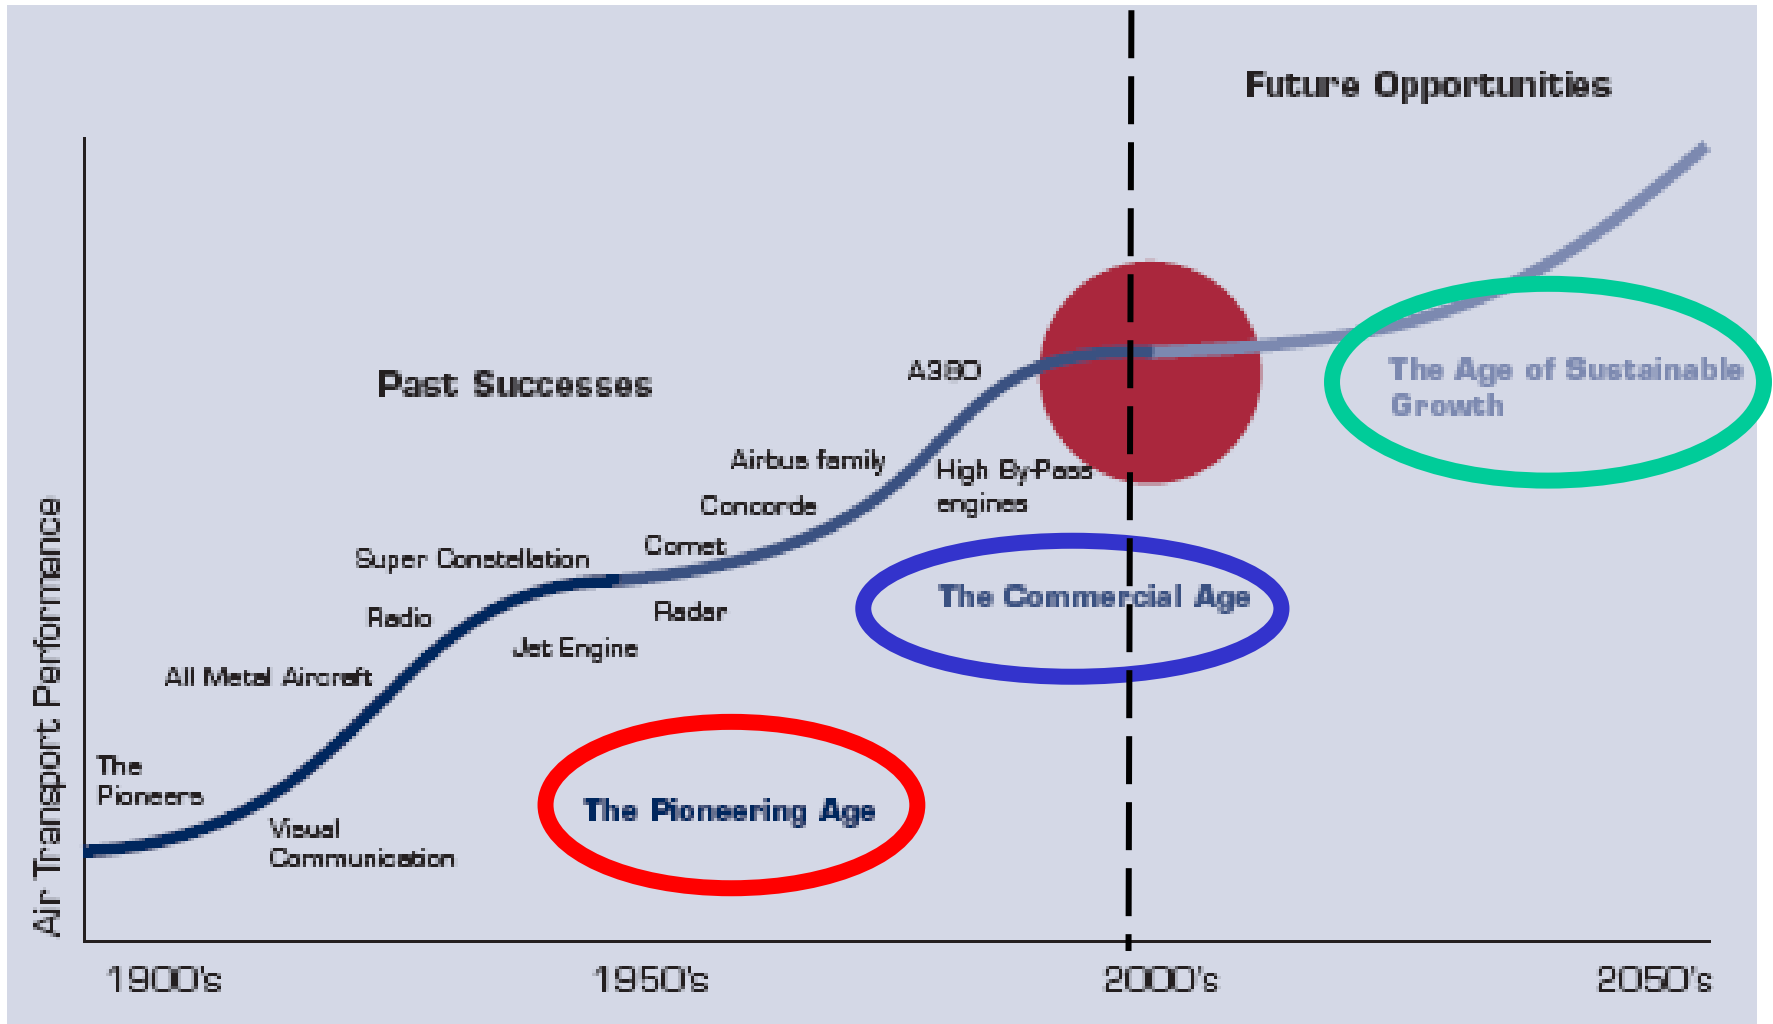 Future Opportunities
Past Successes
A380
The Age of Sustainable
Growth
Airbus family
High By-Pass
engines
Concorde
Comet
Super Constellation
The Commercial Age
Radio
Radar
Jet Engine
All Metal Aircraft
The
Pioneers
The Pioneering Age
Visual
Communication
Air Transport Performance
1900's
1950's
2000's
2050's